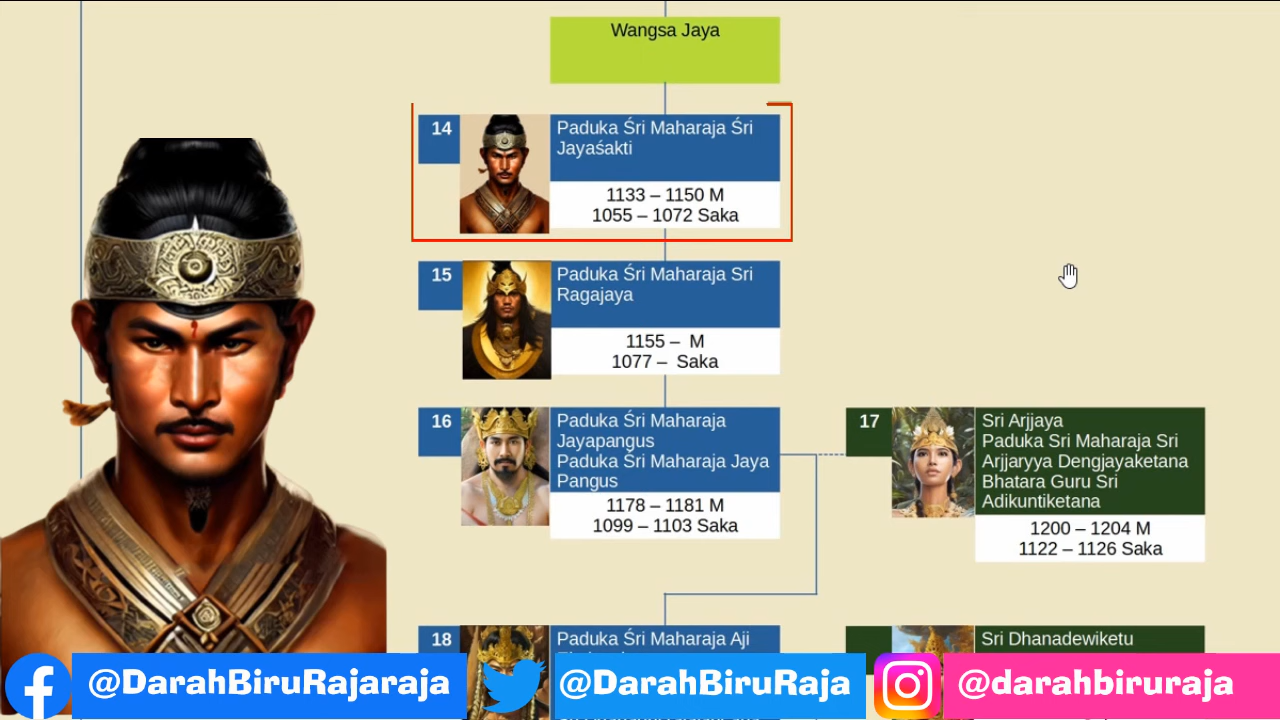 Wangsa Jaya
14
Paduka Śri Maharaja Śri
Jayaśakti
1133 – 1150 M
1055 – 1072 Saka
15
Paduka Śri Maharaja Sri
Ragajaya
1155 –  M
1077 –  Saka
16
Paduka Śri Maharaja
Jayapangus
Paduka Śri Maharaja Jaya
Pangus
1178 – 1181 M
1099 – 1103 Saka
17
Sri Arjjaya
Paduka Sri Maharaja Sri
Arjjaryya Dengjayaketana
Bhatara Guru Sri
Adikuntiketana
1200 – 1204 M
1122 – 1126 Saka
18
Paduka Śri Maharaja Aji
Sri Dhanadewiketu
@DarahBiruRajaraja
@DarahBiruRaja
@darahbiruraja